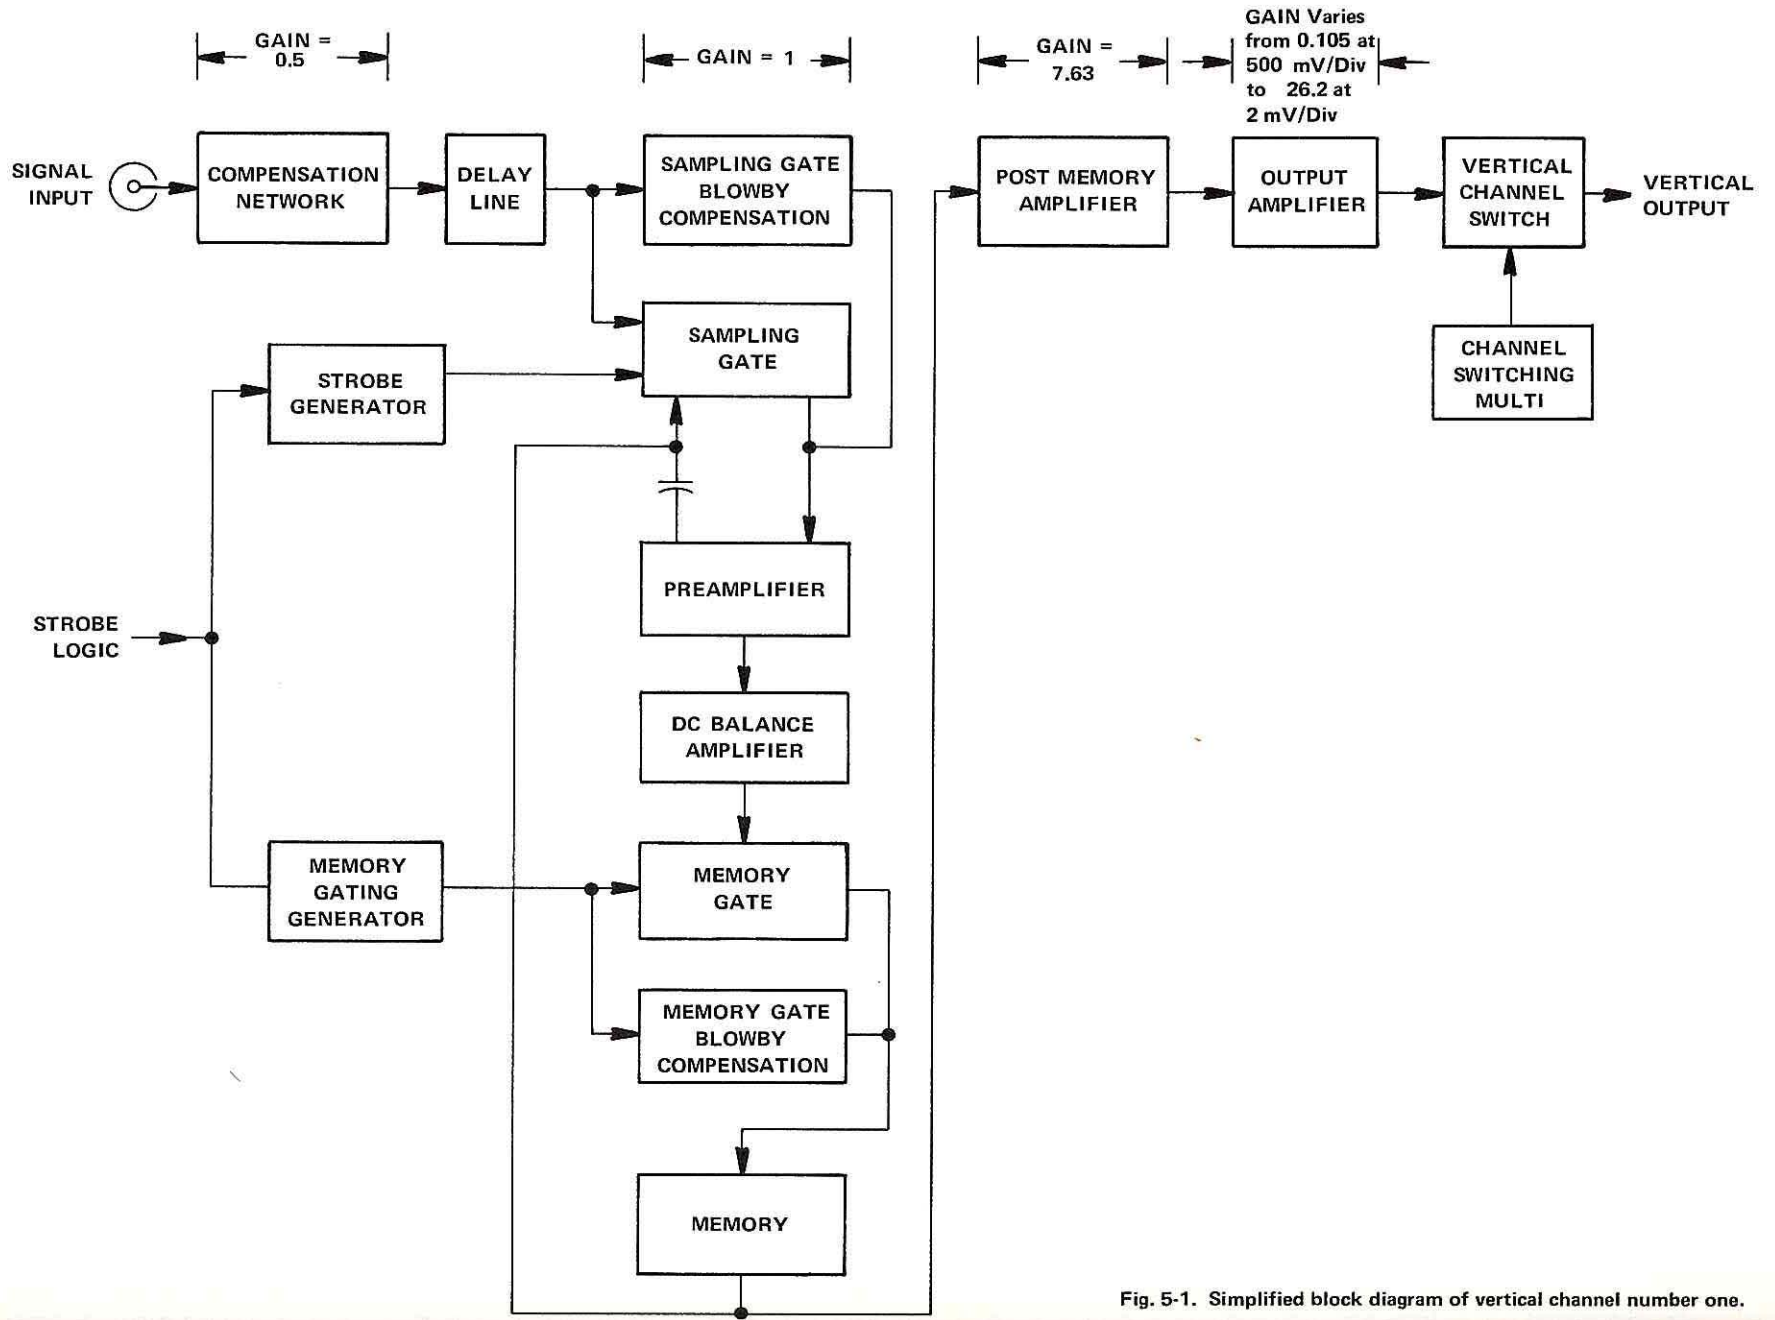 GAIN =
0.5
GAIN = 1
GAIN =
7.63
GAIN Varies
from 0.105 at
500 mV/Div
to 26.2 at
2 mV/Div
SIGNAL
INPUT
COMPENSATION
NETWORK
DELAY
LINE
SAMPLING GATE
BLOWBY
COMPENSATION
POST MEMORY
AMPLIFIER
OUTPUT
AMPLIFIER
VERTICAL
CHANNEL
SWITCH
VERTICAL
OUTPUT
SAMPLING
GATE
STROBE
GENERATOR
CHANNEL
SWITCHING
MULTI
PREAMPLIFIER
STROBE
LOGIC
DC BALANCE
AMPLIFIER
MEMORY
GATING
GENERATOR
MEMORY
GATE
MEMORY GATE
BLOWBY
COMPENSATION
MEMORY
Fig. 5-1. Simplified block diagram of vertical channel number one.